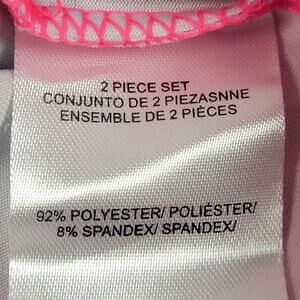 2 PIECE SET
CONJUNTO DE 2 PIEZASNNE
ENSEMBLE DE 2 PIÈCES
92% POLYESTER/ POLIÉSTER/
8% SPANDEX/ SPANDEX/